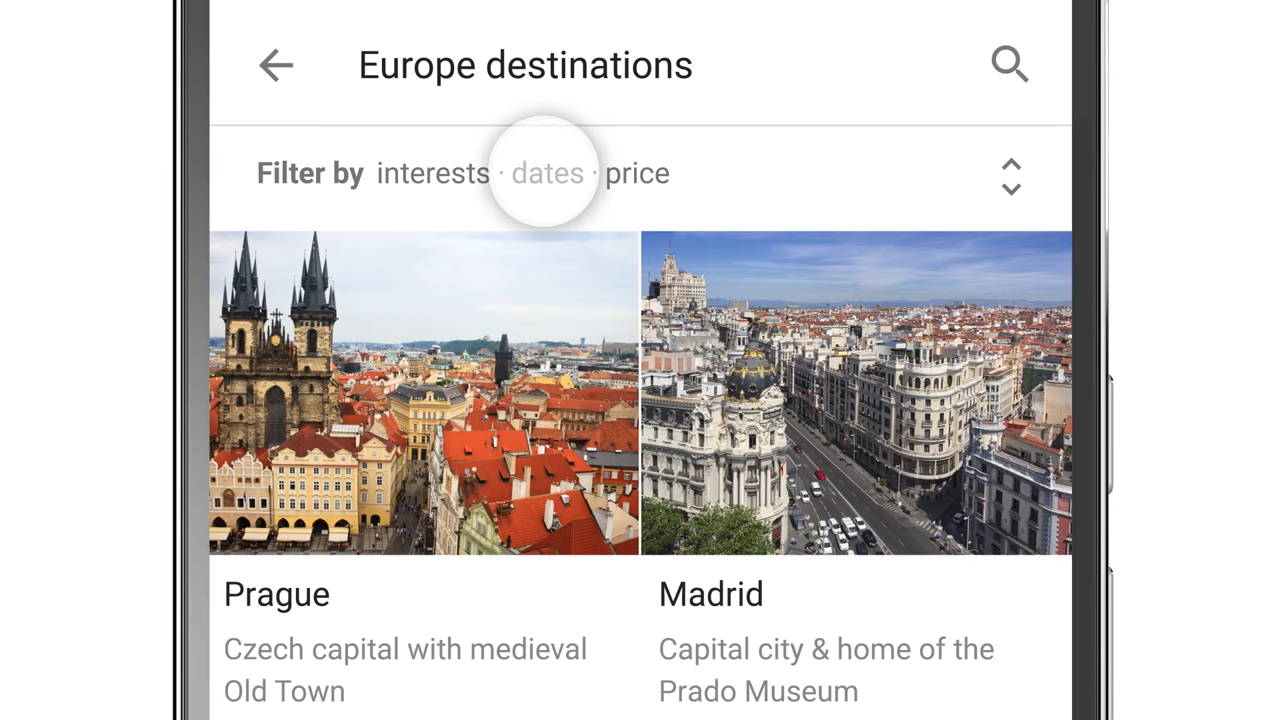 Europe destinations
Filter by interests · dates · price
Prague
Madrid
Czech capital with medieval
Old Town
Capital city & home of the
Prado Museum